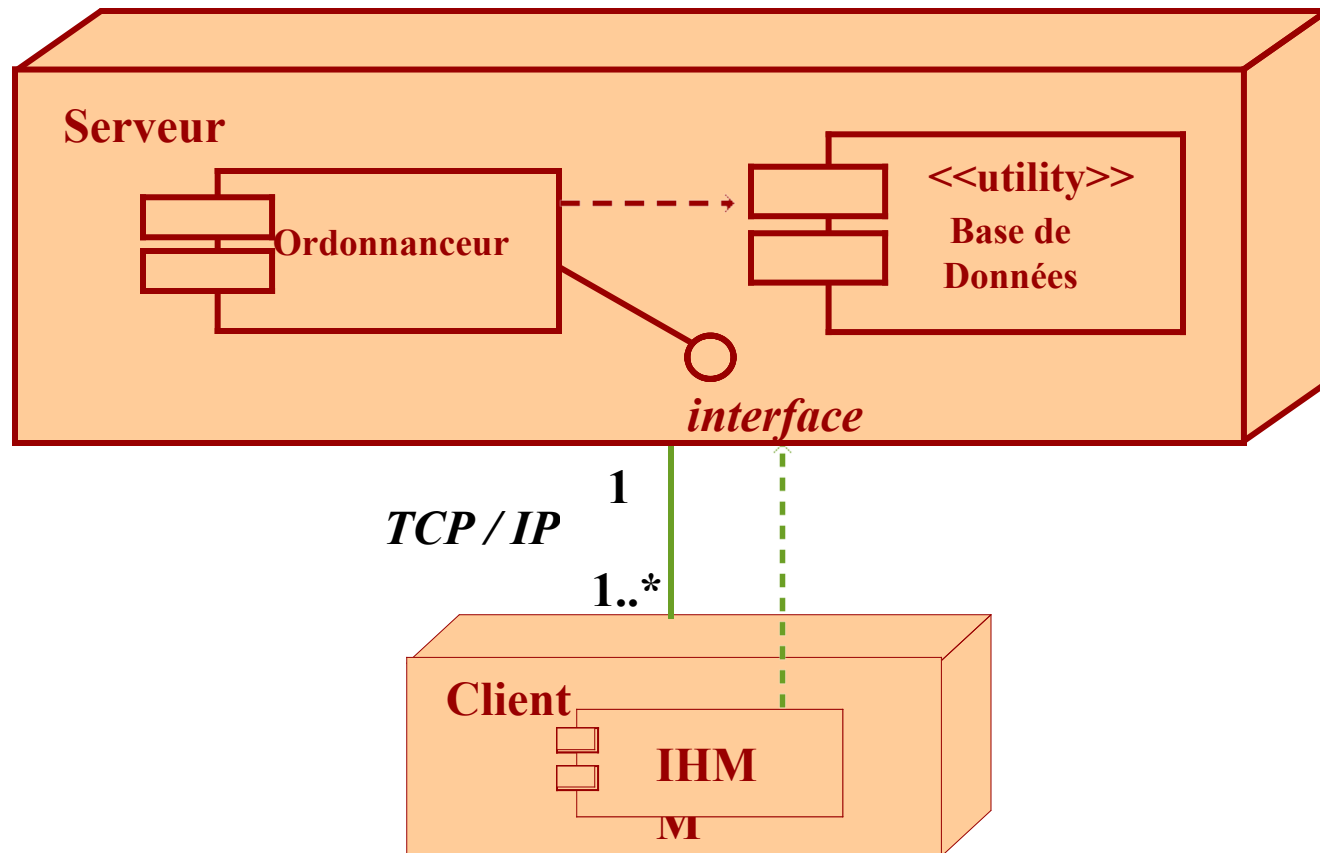 Serveur
<<utility>>
Ordonnanceur
Base de
Données
interface
1
TCP / IP
1..*
Client
IHM
M